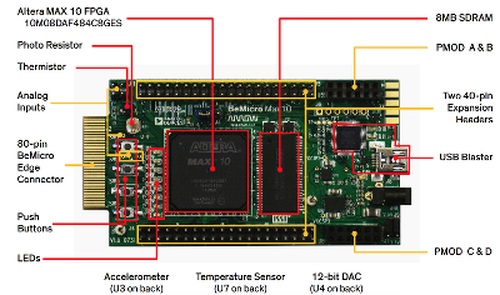 Altera MAX 10 FPGA
10M08DAF484C8GES
8MB SDRAM
Photo Resistor
PMOD A & B
Thermistor
Analog
Inputs
Two 40-pin
Expansion
Headers
BeMicro Max 10
ARROW
ALTERA
MAX 10
80-pin
BeMicro
Edge
Connector
USB Blaster
Push
Buttons
PMOD C & D
LEDs
Accelerometer
(U3 on back)
Temperature Sensor
(U7 on back)
12-bit DAC
(U4 on back)